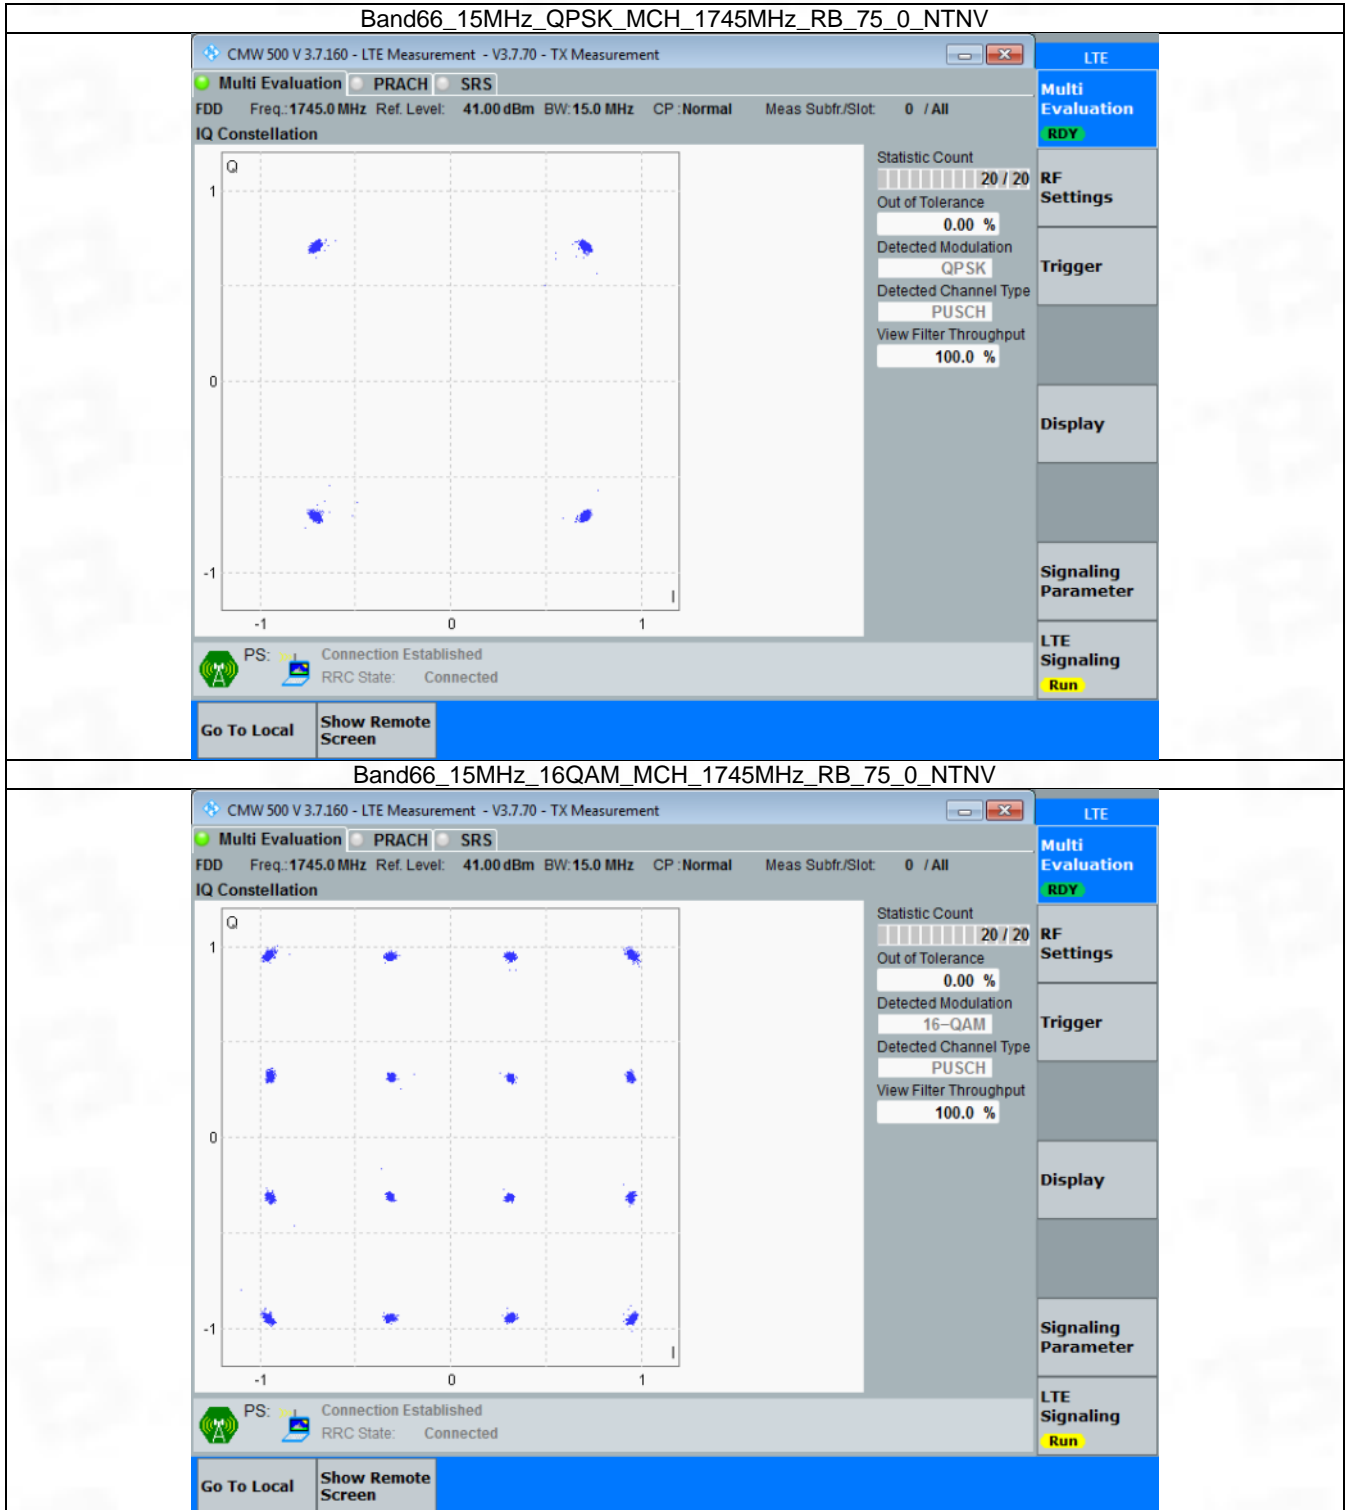 Band66_15MHz_QPSK_MCH_1745MHz_RB_75_0_NTNV
CMW 500 V 3.7.160 - LTE Measurement - V3.7.70 - TX Measurement
LTE
Multi Evaluation PRACH SRS
FDD Freq.:1745.0 MHz Ref. Level: 41.00 dBm BW:15.0 MHz CP :Normal Meas Subfr./Slot: 0 / All
IQ Constellation
Q
1
0
-1
-1 0 1
I
Statistic Count
20 / 20
Out of Tolerance
0.00 %
Detected Modulation
QPSK
Detected Channel Type
PUSCH
View Filter Throughput
100.0 %
Multi
Evaluation
RDY
RF
Settings
Trigger
Display
Signaling
Parameter
LTE
Signaling
Run
PS: Connection Established
RRC State: Connected
Go To Local
Show Remote
Screen
Band66_15MHz_16QAM_MCH_1745MHz_RB_75_0_NTNV
CMW 500 V 3.7.160 - LTE Measurement - V3.7.70 - TX Measurement
LTE
Multi Evaluation PRACH SRS
FDD Freq.:1745.0 MHz Ref. Level: 41.00 dBm BW:15.0 MHz CP :Normal Meas Subfr./Slot: 0 / All
IQ Constellation
Q
1
0
-1
-1 0 1
I
Statistic Count
20 / 20
Out of Tolerance
0.00 %
Detected Modulation
16-QAM
Detected Channel Type
PUSCH
View Filter Throughput
100.0 %
Multi
Evaluation
RDY
RF
Settings
Trigger
Display
Signaling
Parameter
LTE
Signaling
Run
PS: Connection Established
RRC State: Connected
Go To Local
Show Remote
Screen